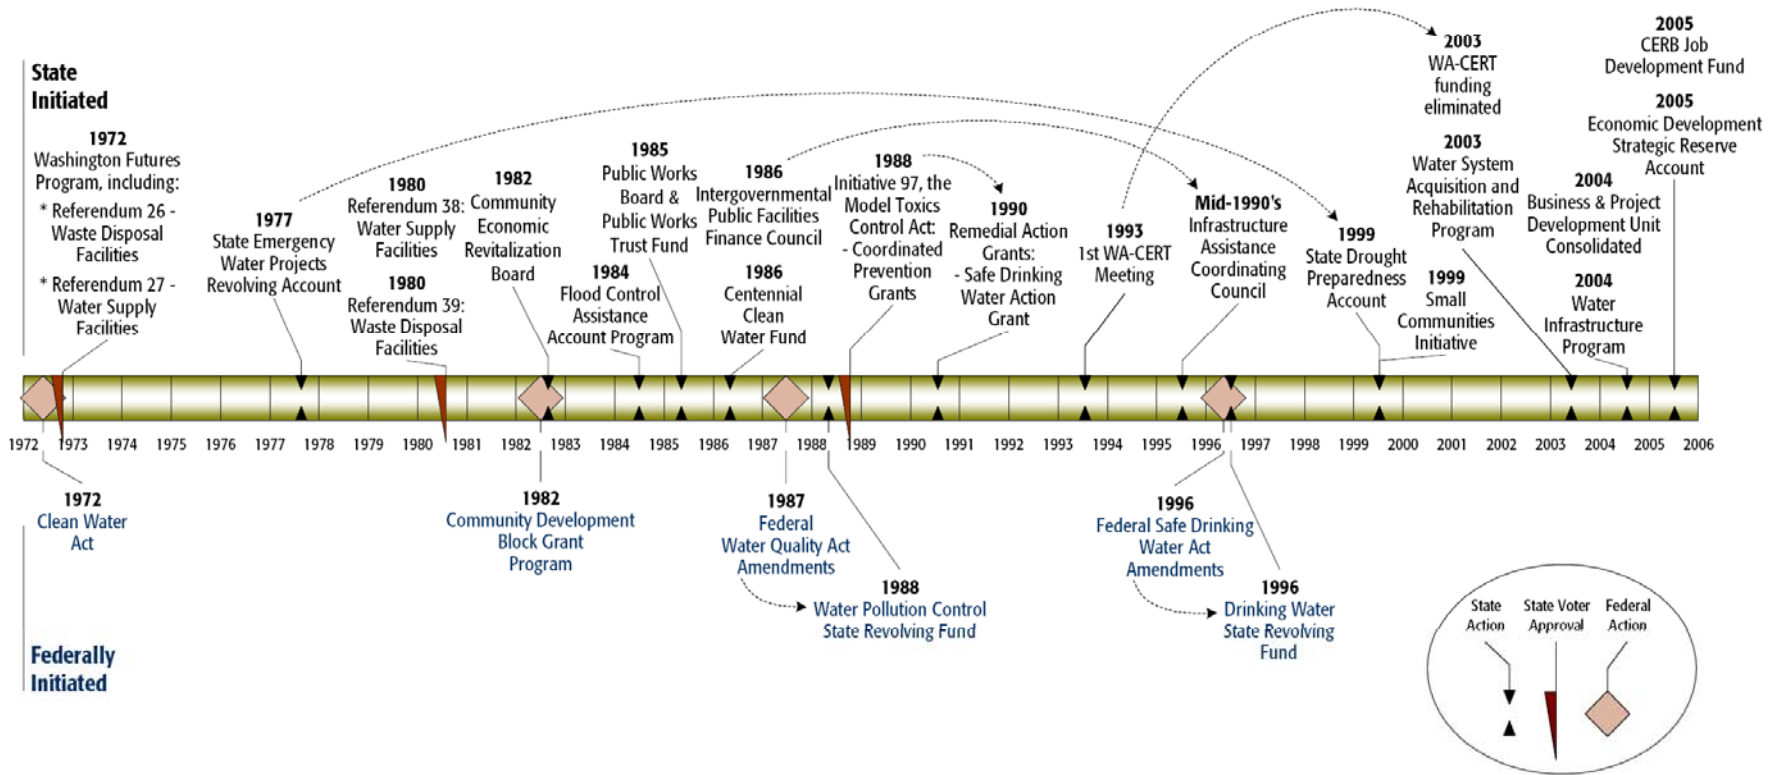 State
Initiated
1972
Washington Futures
Program, including:
* Referendum 26 -
Waste Disposal
Facilities
* Referendum 27 -
Water Supply
Facilities
1977
State Emergency
Water Projects
Revolving Account
1980
Referendum 38:
Water Supply
Facilities
1980
Referendum 39:
Waste Disposal
Facilities
1982
Community
Economic
Revitalization
Board
1984
Flood Control
Assistance
Account Program
1985
Public Works
Board &
Public Works
Trust Fund
1986
Intergovernmental
Public Facilities
Finance Council
1986
Centennial
Clean
Water Fund
1988
Initiative 97, the
Model Toxics
Control Act:
- Coordinated
Prevention
Grants
1990
Remedial Action
Grants:
- Safe Drinking
Water Action
Grant
1993
1st WA-CERT
Meeting
Mid-1990's
Infrastructure
Assistance
Coordinating
Council
1999
State Drought
Preparedness
Account
1999
Small
Communities
Initiative
2003
WA-CERT
funding
eliminated
2003
Water System
Acquisition and
Rehabilitation
Program
2004
Business & Project
Development Unit
Consolidated
2004
Water
Infrastructure
Program
2005
CERB Job
Development Fund
2005
Economic Development
Strategic Reserve
Account
1972 1973 1974 1975 1976 1977 1978 1979 1980 1981 1982 1983 1984 1985 1986 1987 1988 1989 1990 1991 1992 1993 1994 1995 1996 1997 1998 1999 2000 2001 2002 2003 2004 2005 2006
1972
Clean Water
Act
1982
Community Development
Block Grant
Program
1987
Federal
Water Quality Act
Amendments
1988
Water Pollution Control
State Revolving Fund
1996
Federal Safe Drinking
Water Act
Amendments
1996
Drinking Water
State Revolving
Fund
Federally
Initiated
State
Action
State Voter
Approval
Federal
Action